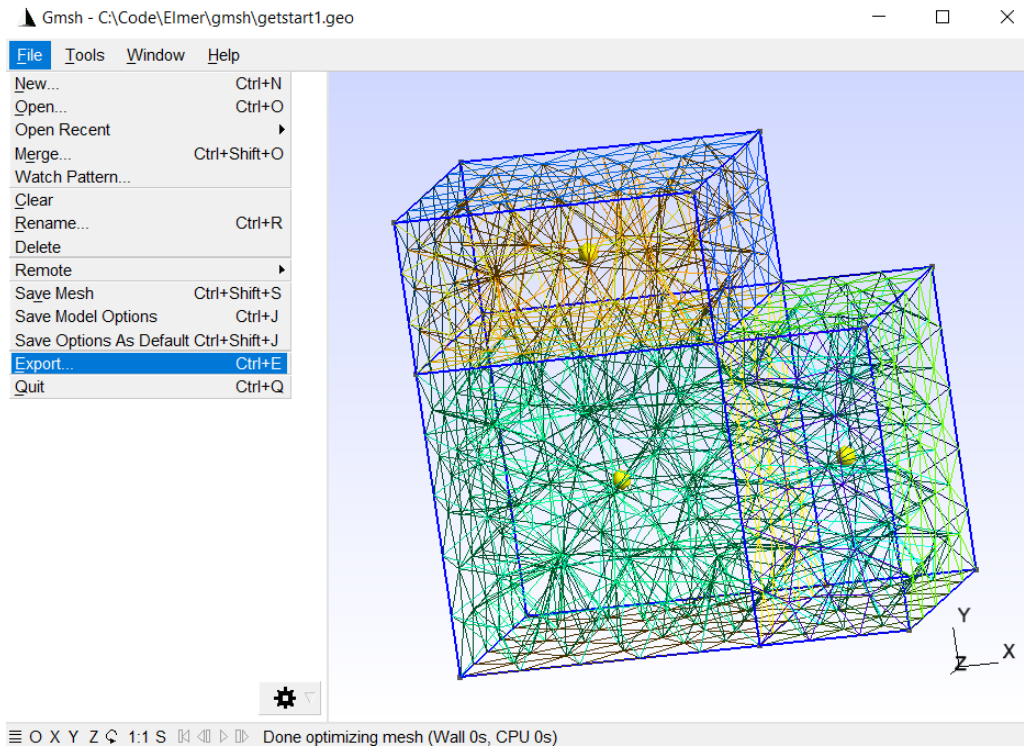 Gmsh - C:\Code\Elmer\gmsh\getstart1.geo
File Tools Window Help
New... Ctrl+N
Open... Ctrl+O
Open Recent
Merge... Ctrl+Shift+O
Watch Pattern...
Clear
Rename... Ctrl+R
Delete
Remote
Save Mesh Ctrl+Shift+S
Save Model Options Ctrl+J
Save Options As Default Ctrl+Shift+J
Export... Ctrl+E
Quit Ctrl+Q
Y
X
Z
O X Y Z 1:1 S Done optimizing mesh (Wall 0s, CPU 0s)